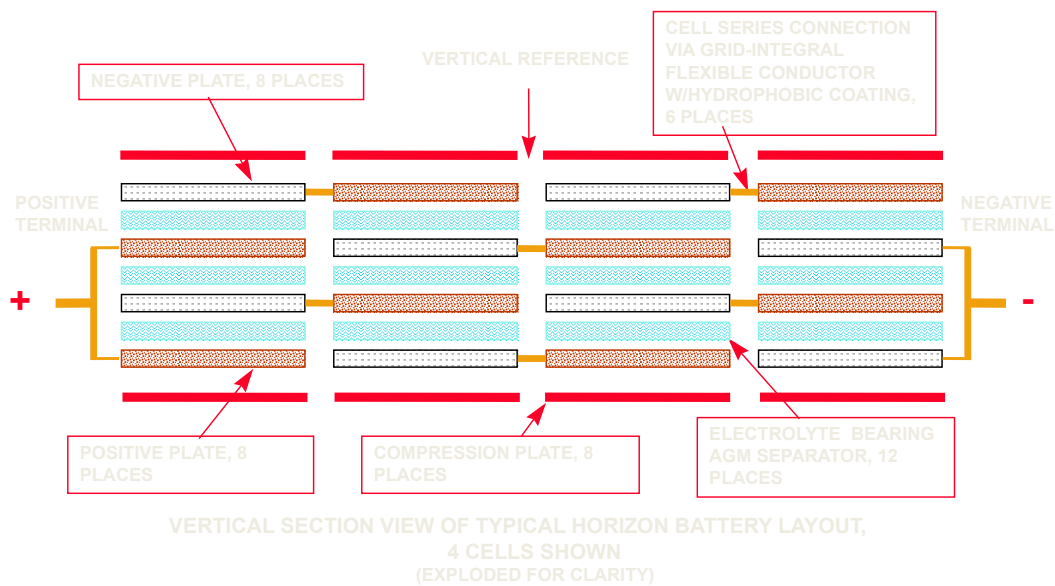 CELL SERIES CONNECTION
VIA GRID-INTEGRAL
FLEXIBLE CONDUCTOR
W/HYDROPHOBIC COATING,
6 PLACES
VERTICAL REFERENCE
NEGATIVE PLATE, 8 PLACES
POSITIVE
TERMINAL
NEGATIVE
TERMINAL
+
-
POSITIVE PLATE, 8
PLACES
COMPRESSION PLATE, 8
PLACES
ELECTROLYTE BEARING
AGM SEPARATOR, 12
PLACES
VERTICAL SECTION VIEW OF TYPICAL HORIZON BATTERY LAYOUT,
4 CELLS SHOWN
(EXPLODED FOR CLARITY)